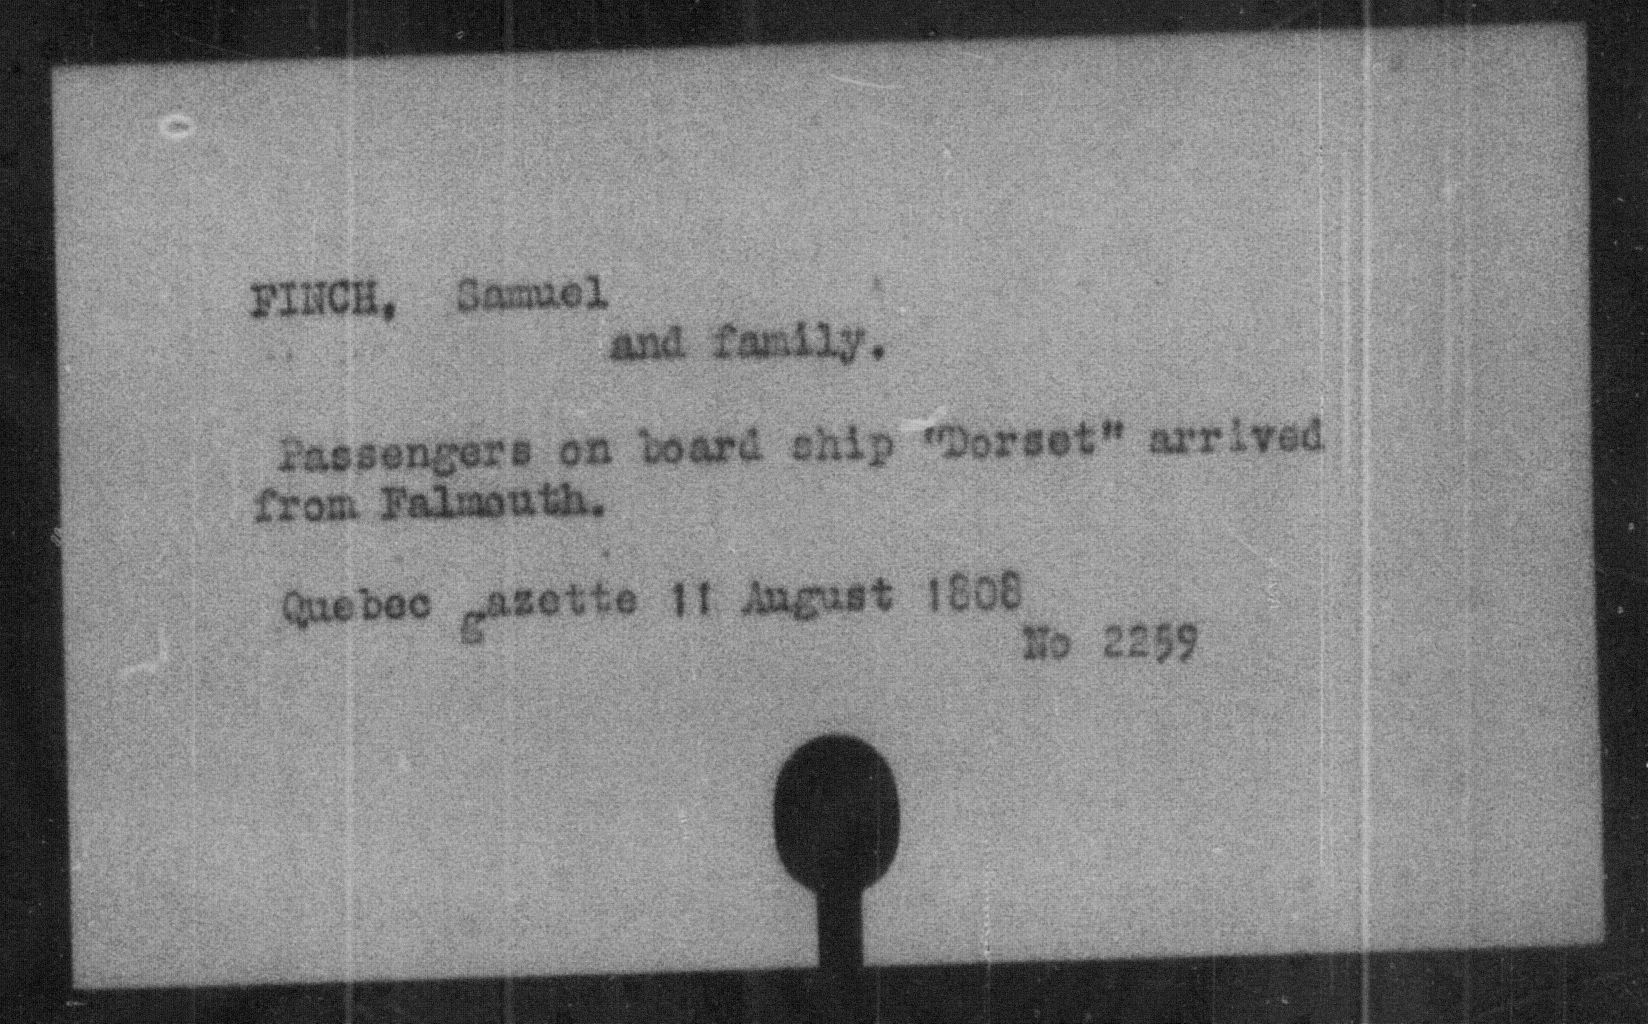 FINCH, Samuel
and family.
Passengers on board ship "Dorset" arrived
from Falmouth.
Quebec gazette 11 August 1808
No 2259